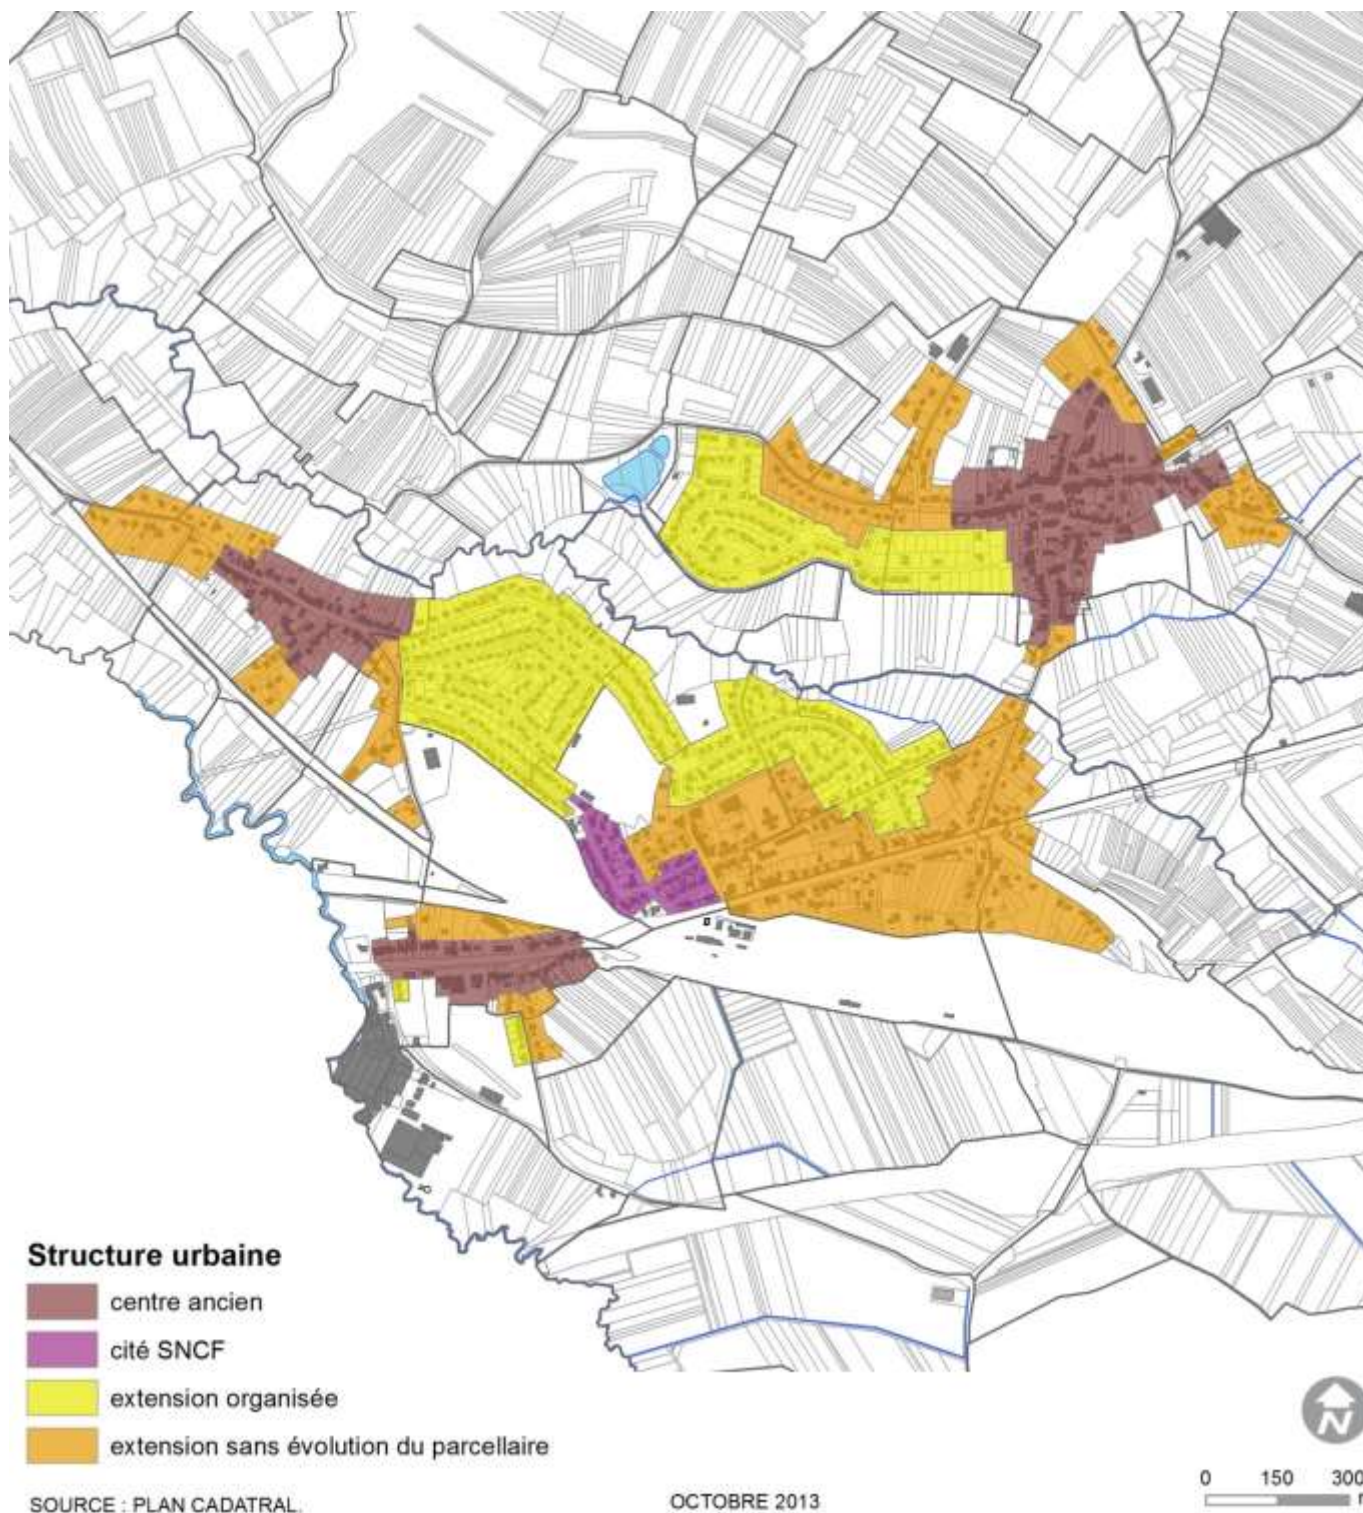 Structure urbaine
centre ancien
cité SNCF
extension organisée
extension sans évolution du parcellaire
N
0 150 300
SOURCE : PLAN CADATRAL.
OCTOBRE 2013